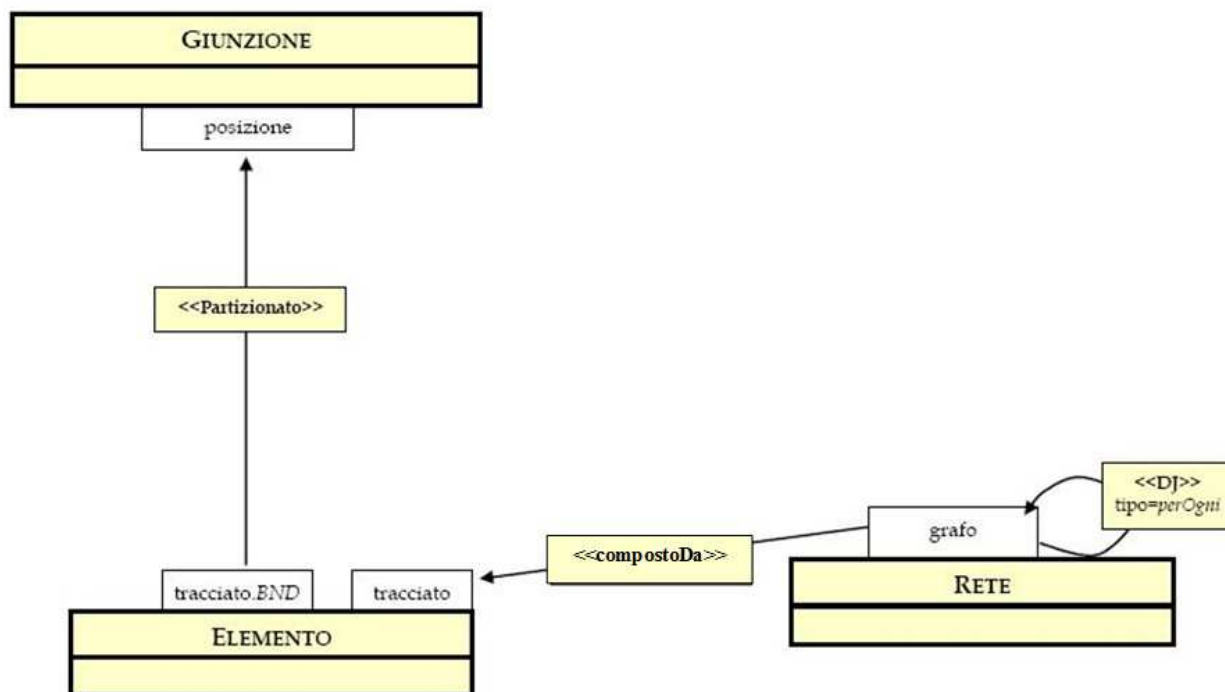 GIUNZIONE
posizione
<<Partizionato>>
<<DJ>>
tipo=perOgni
grafo
<<compostoDa>>
RETE
tracciato.BND
tracciato
ELEMENTO